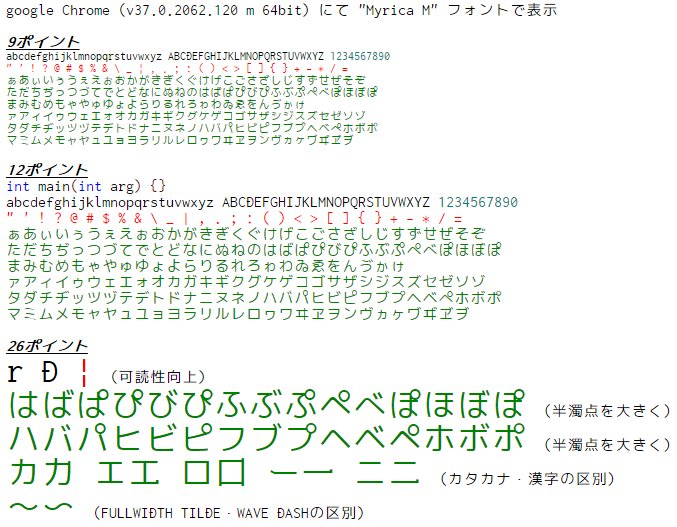 google Chrome (v37.0.2062.120 m 64bit) にて "Myrica M" フォントで表示
9ポイント
abcdefghijklmnopqrstuvwxyz ABCĐEFGHIJKLMNOPQRSTUVWXYZ 1234567890
" ' ! ? @ # $ % & \ _ | , . ; : ( ) < > [ ] { } + - * / =
ぁあぃいぅうぇえぉおかがきぎくぐけげこごさざしじすずせぜそぞ
ただちぢっつづてでとどなにぬねのはばぱぴびぴふぶぷぺべぽほぼぽ
まみむめもゃやゅゆょよらりるれろゎわゐゑをんゔゕゖ
ァアィイゥウェエォオカガキギクグケゲコゴサザシジスズセゼソゾ
タダチヂッツヅテデトドナニヌネノハバパヒビピフブプヘベペホボポ
マミムメモャヤュユョヨラリルレロヮワヰヱヲンヴヵヶヷヸヹヺ
12ポイント
int main(int arg) {}
abcdefghijklmnopqrstuvwxyz ABCĐEFGHIJKLMNOPQRSTUVWXYZ 1234567890
" ' ! ? @ # $ % & \ _ | , . ; : ( ) < > [ ] { } + - * / =
ぁあぃいぅうぇえぉおかがきぎくぐけげこごさざしじすずせぜそぞ
ただちぢっつづてでとどなにぬねのはばぱぴびぴふぶぷぺべぽほぼぽ
まみむめもゃやゅゆょよらりるれろゎわゐゑをんゔゕゖ
ァアィイゥウェエォオカガキギクグケゲコゴサザシジスズセゼソゾ
タダチヂッツヅテデトドナニヌネノハバパヒビピフブプヘベペホボポ
マミムメモャヤュユョヨラリルレロヮワヰヱヲンヴヵヶヷヸヹヺ
26ポイント
r Đ ¦ (可読性向上)
はばぱぴびぴふぶぷぺべぽほぼぽ (半濁点を大きく)
ハバパヒビピフブプヘベペホボポ (半濁点を大きく)
カ力 エ工 ロ口 ー一 ニ二 (カタカナ・漢字の区別)
～〜 (FULLWIĐTH TILĐE・WAVE ĐASHの区別)